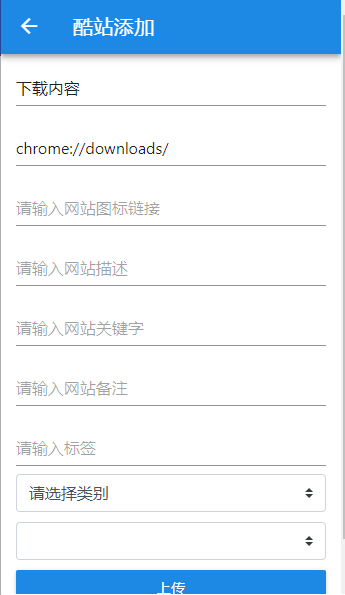 酷站添加
下载内容
chrome://downloads/
请输入网站图标链接
请输入网站描述
请输入网站关键字
请输入网站备注
请输入标签
请选择类别
上传